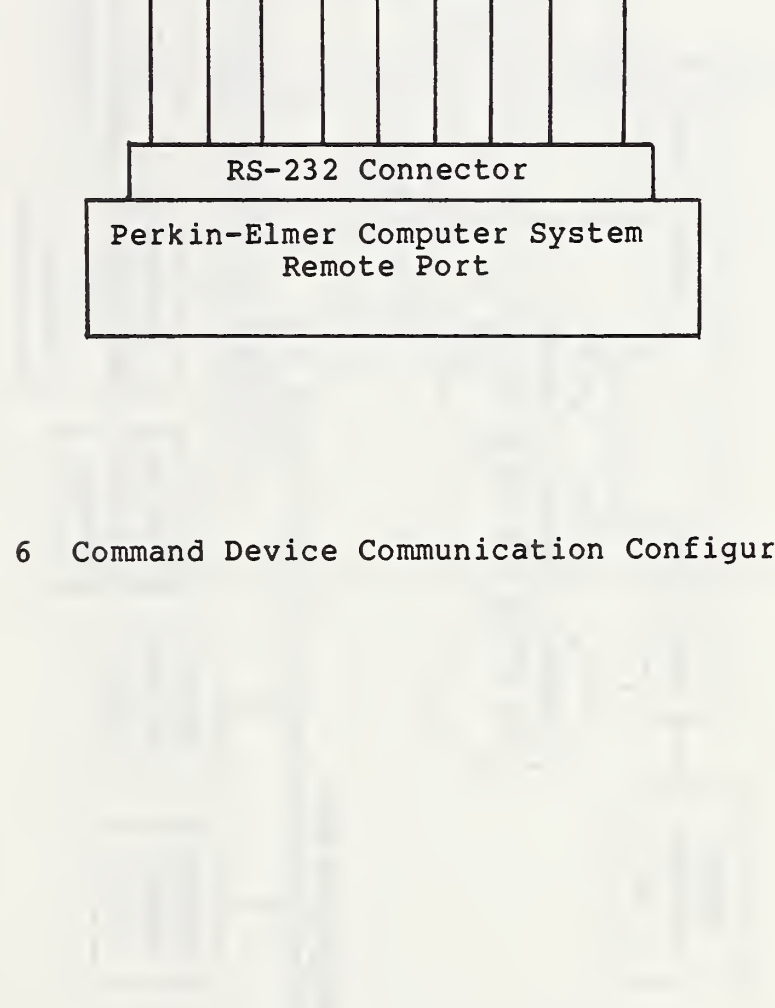 RS-232 Connector
Perkin-Elmer Computer System
Remote Port
6 Command Device Communication Configur